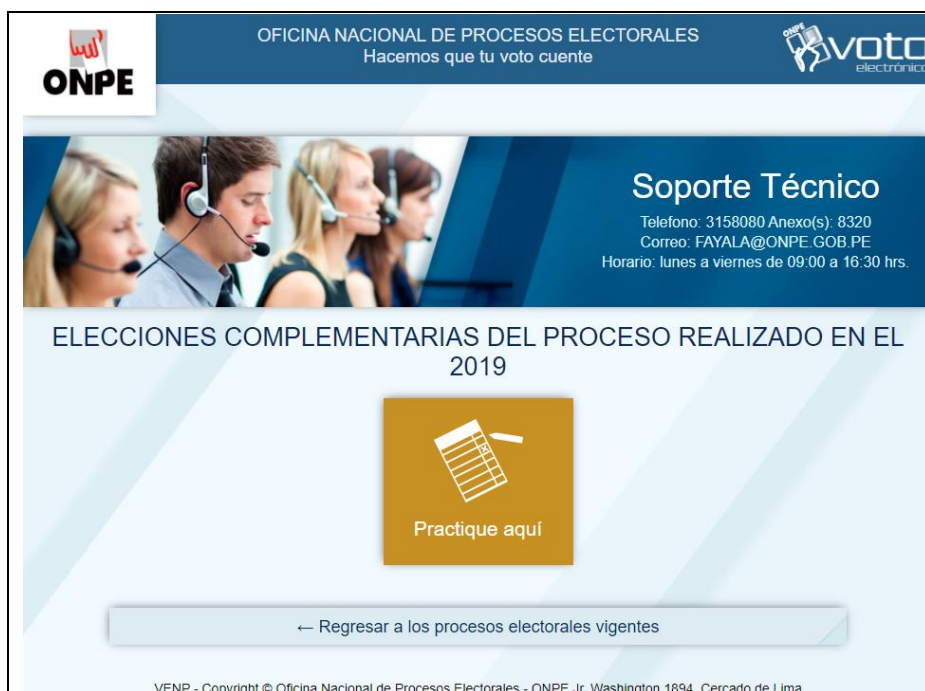 ONPE
OFICINA NACIONAL DE PROCESOS ELECTORALES
Hacemos que tu voto cuente
ONPE
voto
electrónico
Soporte Técnico
Telefono: 3158080 Anexo(s): 8320
Correo: FAYALA@ONPE.GOB.PE
Horario: lunes a viernes de 09:00 a 16:30 hrs.
ELECCIONES COMPLEMENTARIAS DEL PROCESO REALIZADO EN EL
2019
Practique aquí
← Regresar a los procesos electorales vigentes
VENP - Copyright © Oficina Nacional de Procesos Electorales - ONPE Jr. Washington 1894, Cercado de Lima